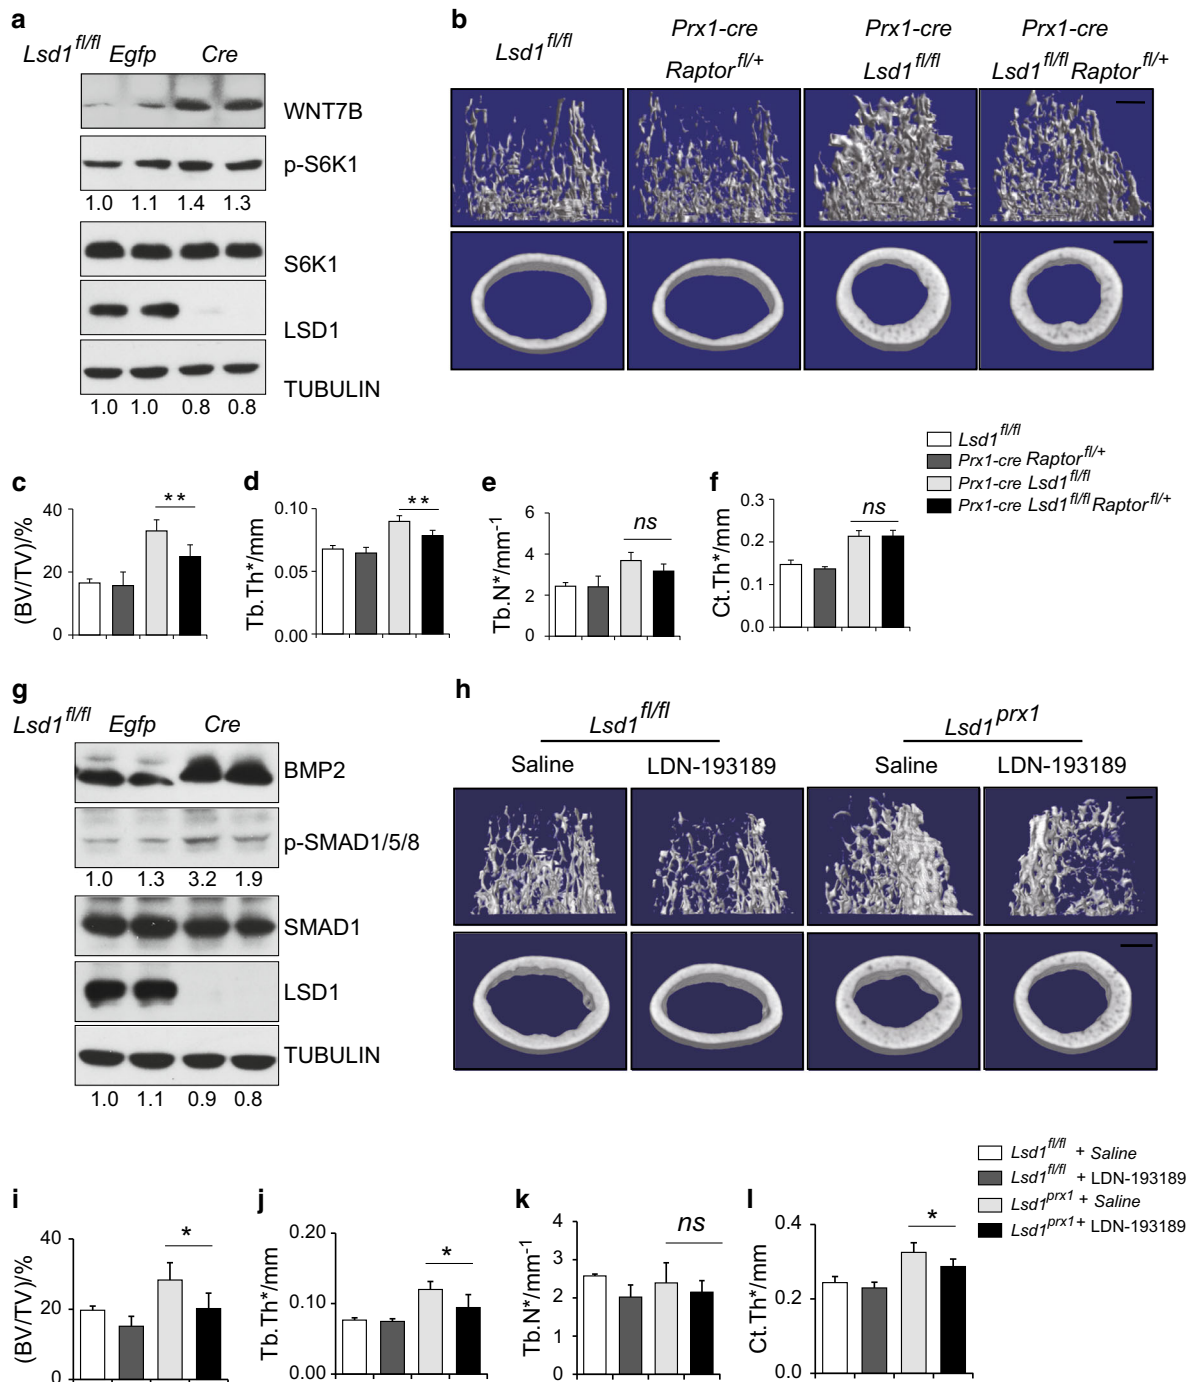 a
Lsd1fl/fl Egfp Cre
WNT7B
p-S6K1
1.0 1.1 1.4 1.3
S6K1
LSD1
TUBULIN
1.0 1.0 0.8 0.8
b
Lsd1fl/fl
Prx1-cre
Raptorfl/+
Prx1-cre
Lsd1fl/fl
Prx1-cre
Lsd1fl/fl Raptorfl/+
Lsd1fl/fl
Prx1-cre Raptorfl/+
Prx1-cre Lsd1fl/fl
Prx1-cre Lsd1fl/fl Raptorfl/+
c
(BV/TV)/%
40
20
0
**
d
Tb.Th*/mm
0.10
0.05
0.00
**
e
Tb.N*/mm-1
6
4
2
0
ns
f
Ct.Th*/mm
0.3
0.2
0.1
0.0
ns
g
Lsd1fl/fl Egfp Cre
BMP2
p-SMAD1/5/8
1.0 1.3 3.2 1.9
SMAD1
LSD1
TUBULIN
1.0 1.1 0.9 0.8
h
Lsd1fl/fl
Lsd1prx1
Saline LDN-193189 Saline LDN-193189
Lsd1fl/fl + Saline
Lsd1fl/fl + LDN-193189
Lsd1prx1 + Saline
Lsd1prx1 + LDN-193189
i
(BV/TV)/%
40
20
0
*
j
Tb.Th*/mm
0.20
0.10
0.00
*
k
Tb.N*/mm-1
4
3
2
1
0
ns
l
Ct.Th*/mm
0.4
0.2
0.0
*